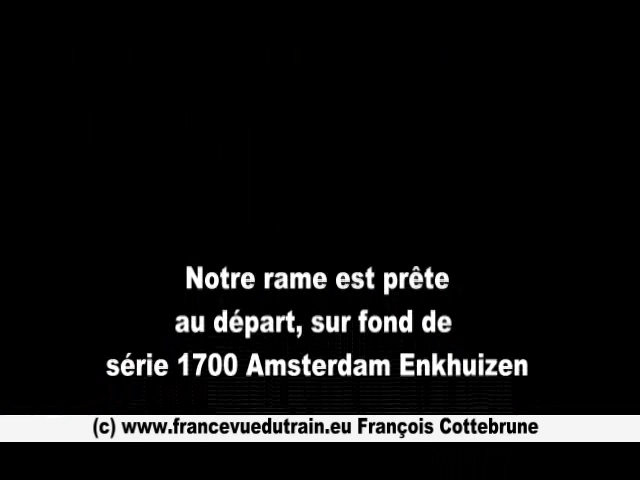 Notre rame est prête
au départ, sur fond de
série 1700 Amsterdam Enkhuizen
(c) www.francevuedutrain.eu François Cottebrune